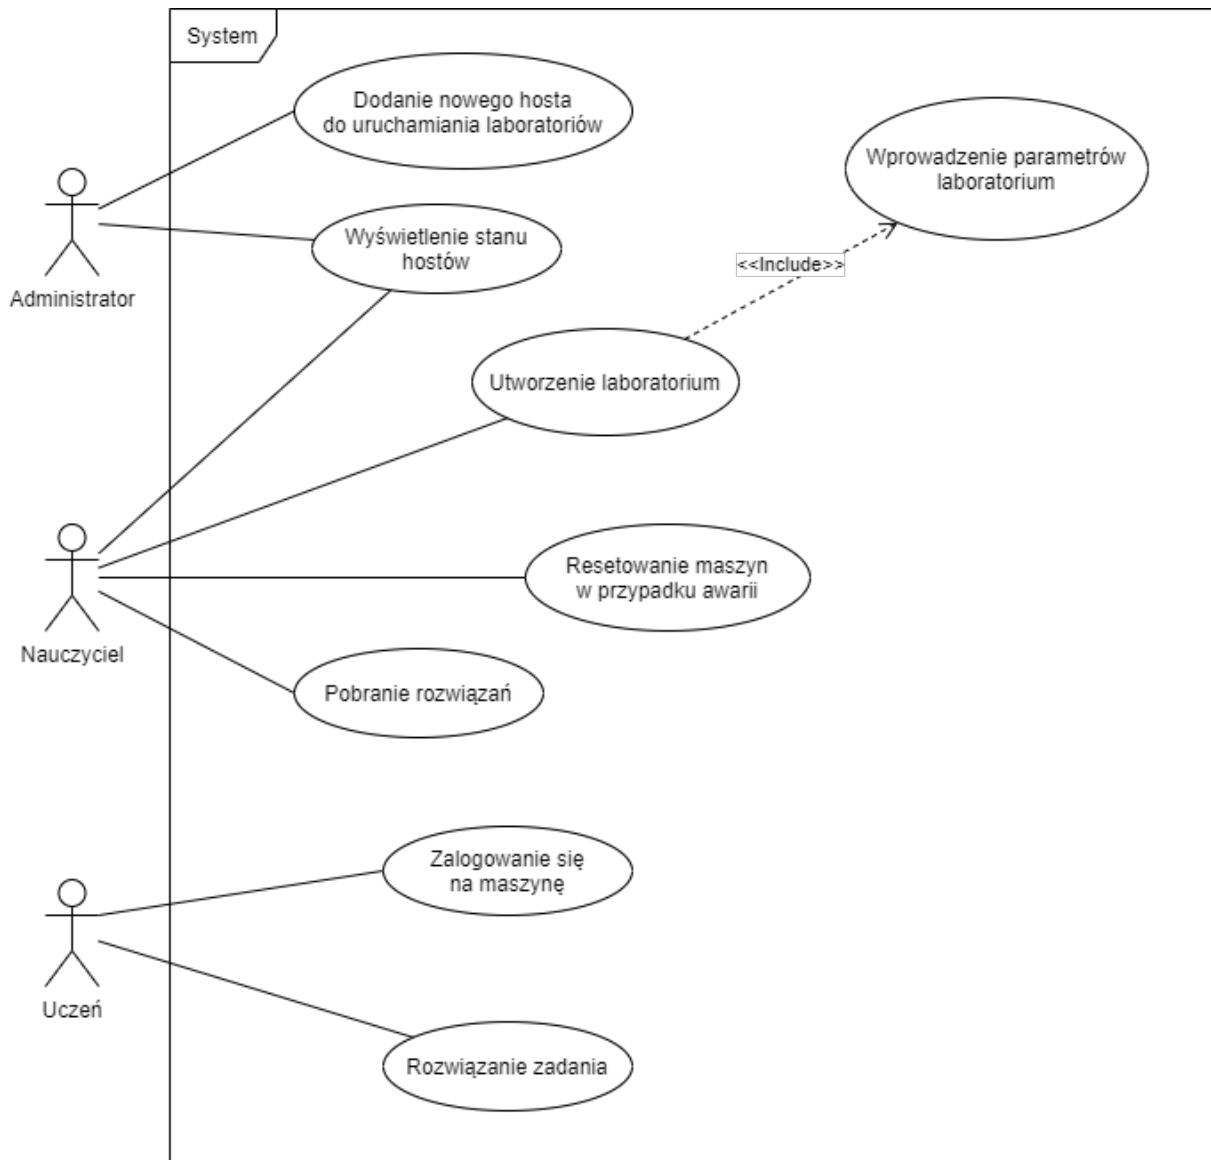 System
Dodanie nowego hosta
do uruchamiania laboratoriów
Wprowadzenie parametrów
laboratorium
Administrator
Wyświetlenie stanu
hostów
<<Include>>
Utworzenie laboratorium
Nauczyciel
Resetowanie maszyn
w przypadku awarii
Pobranie rozwiązań
Zalogowanie się
na maszynę
Uczeń
Rozwiązanie zadania